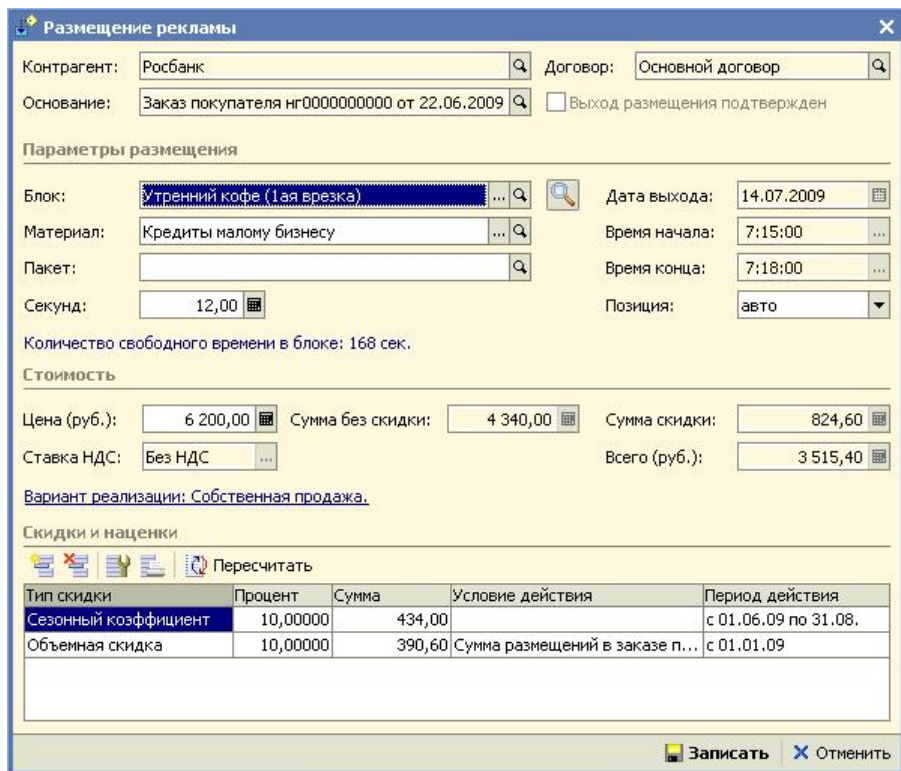 Размещение рекламы
Контрагент: Росбанк Договор: Основной договор
Основание: Заказ покупателя нг0000000000 от 22.06.2009 Выход размещения подтвержден
Параметры размещения
Блок: Утренний кофе (1ая врезка) ... Дата выхода: 14.07.2009
Материал: Кредиты малому бизнесу ... Время начала: 7:15:00 ...
Пакет: Время конца: 7:18:00 ...
Секунд: 12,00 Позиция: авто
Количество свободного времени в блоке: 168 сек.
Стоимость
Цена (руб.): 6 200,00 Сумма без скидки: 4 340,00 Сумма скидки: 824,60
Ставка НДС: Без НДС ... Всего (руб.): 3 515,40
Вариант реализации: Собственная продажа.
Скидки и наценки
Пересчитать
Тип скидки Процент Сумма Условие действия Период действия
Сезонный коэффициент 10,00000 434,00 с 01.06.09 по 31.08.
Объемная скидка 10,00000 390,60 Сумма размещений в заказе п... с 01.01.09
Записать Отменить